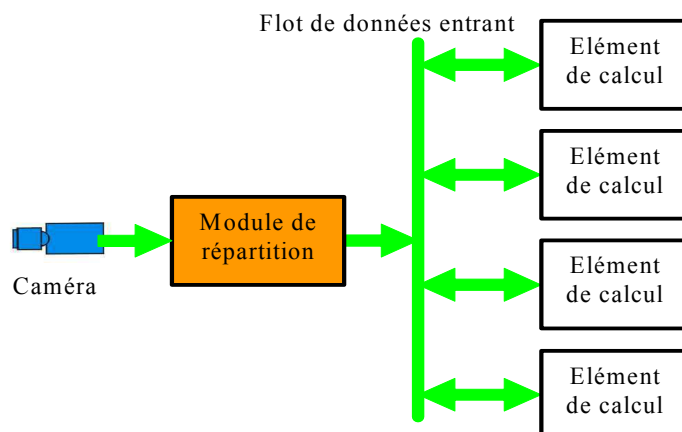 Flot de données entrant
Elément
de calcul
Elément
de calcul
Module de
répartition
Caméra
Elément
de calcul
Elément
de calcul